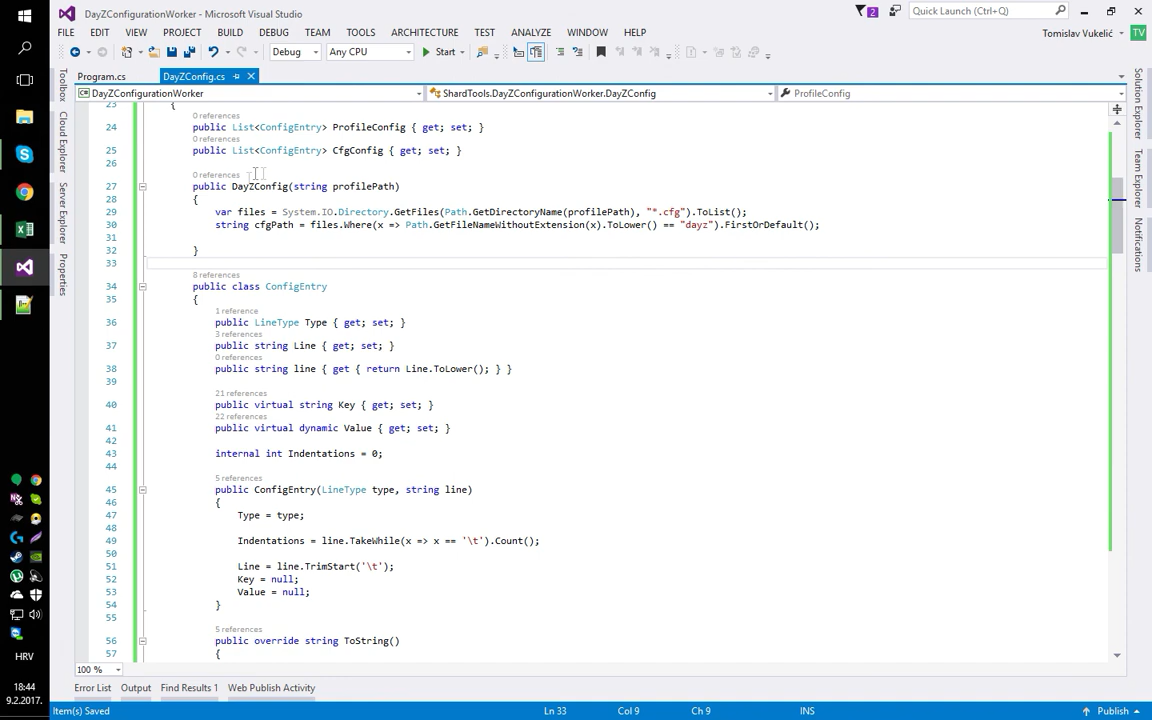 DayZConfigurationWorker - Microsoft Visual Studio
2
Quick Launch (Ctrl+Q)
FILE EDIT VIEW PROJECT BUILD DEBUG TEAM TOOLS ARCHITECTURE TEST ANALYZE WINDOW HELP
Tomislav Vukelić TV
Debug Any CPU Start
Program.cs DayZConfig.cs
DayZConfigurationWorker ShardTools.DayZConfigurationWorker.DayZConfig ProfileConfig
Toolbox
Cloud Explorer
Server Explorer
Properties
Solution Explorer
Team Explorer
Notifications
23 {
0 references
24 public List<ConfigEntry> ProfileConfig { get; set; }
0 references
25 public List<ConfigEntry> CfgConfig { get; set; }
26
0 references
27 public DayZConfig(string profilePath)
28 {
29 var files = System.IO.Directory.GetFiles(Path.GetDirectoryName(profilePath), "*.cfg").ToList();
30 string cfgPath = files.Where(x => Path.GetFileNameWithoutExtension(x).ToLower() == "dayz").FirstOrDefault();
31
32 }
33
8 references
34 public class ConfigEntry
35 {
1 reference
36 public LineType Type { get; set; }
3 references
37 public string Line { get; set; }
0 references
38 public string line { get { return Line.ToLower(); } }
39
21 references
40 public virtual string Key { get; set; }
22 references
41 public virtual dynamic Value { get; set; }
42
43 internal int Indentations = 0;
44
5 references
45 public ConfigEntry(LineType type, string line)
46 {
47 Type = type;
48
49 Indentations = line.TakeWhile(x => x == '\t').Count();
50
51 Line = line.TrimStart('\t');
52 Key = null;
53 Value = null;
54 }
55
5 references
56 public override string ToString()
57 {
100 %
Error List Output Find Results 1 Web Publish Activity
Item(s) Saved Ln 33 Col 9 Ch 9 INS Publish
HRV
18:44
9.2.2017.